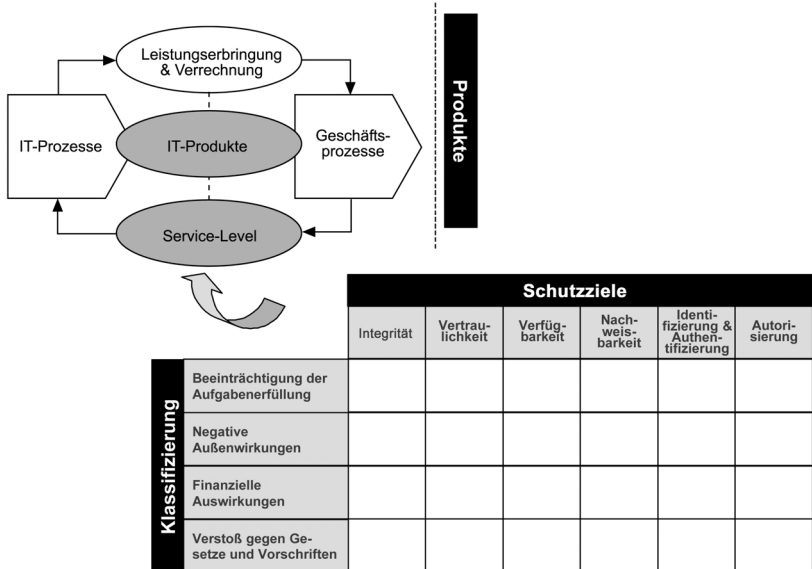 Leistungserbringung
& Verrechnung
IT-Prozesse
IT-Produkte
Geschäfts-
prozesse
Service-Level
Produkte
Schutzziele
Integrität
Vertrau-
lichkeit
Verfüg-
barkeit
Nach-
weis-
barkeit
Identi-
fizierung &
Authen-
tifizierung
Autori-
sierung
Klassifizierung
Beeinträchtigung der
Aufgabenerfüllung
Negative
Außenwirkungen
Finanzielle
Auswirkungen
Verstoß gegen Ge-
setze und Vorschriften